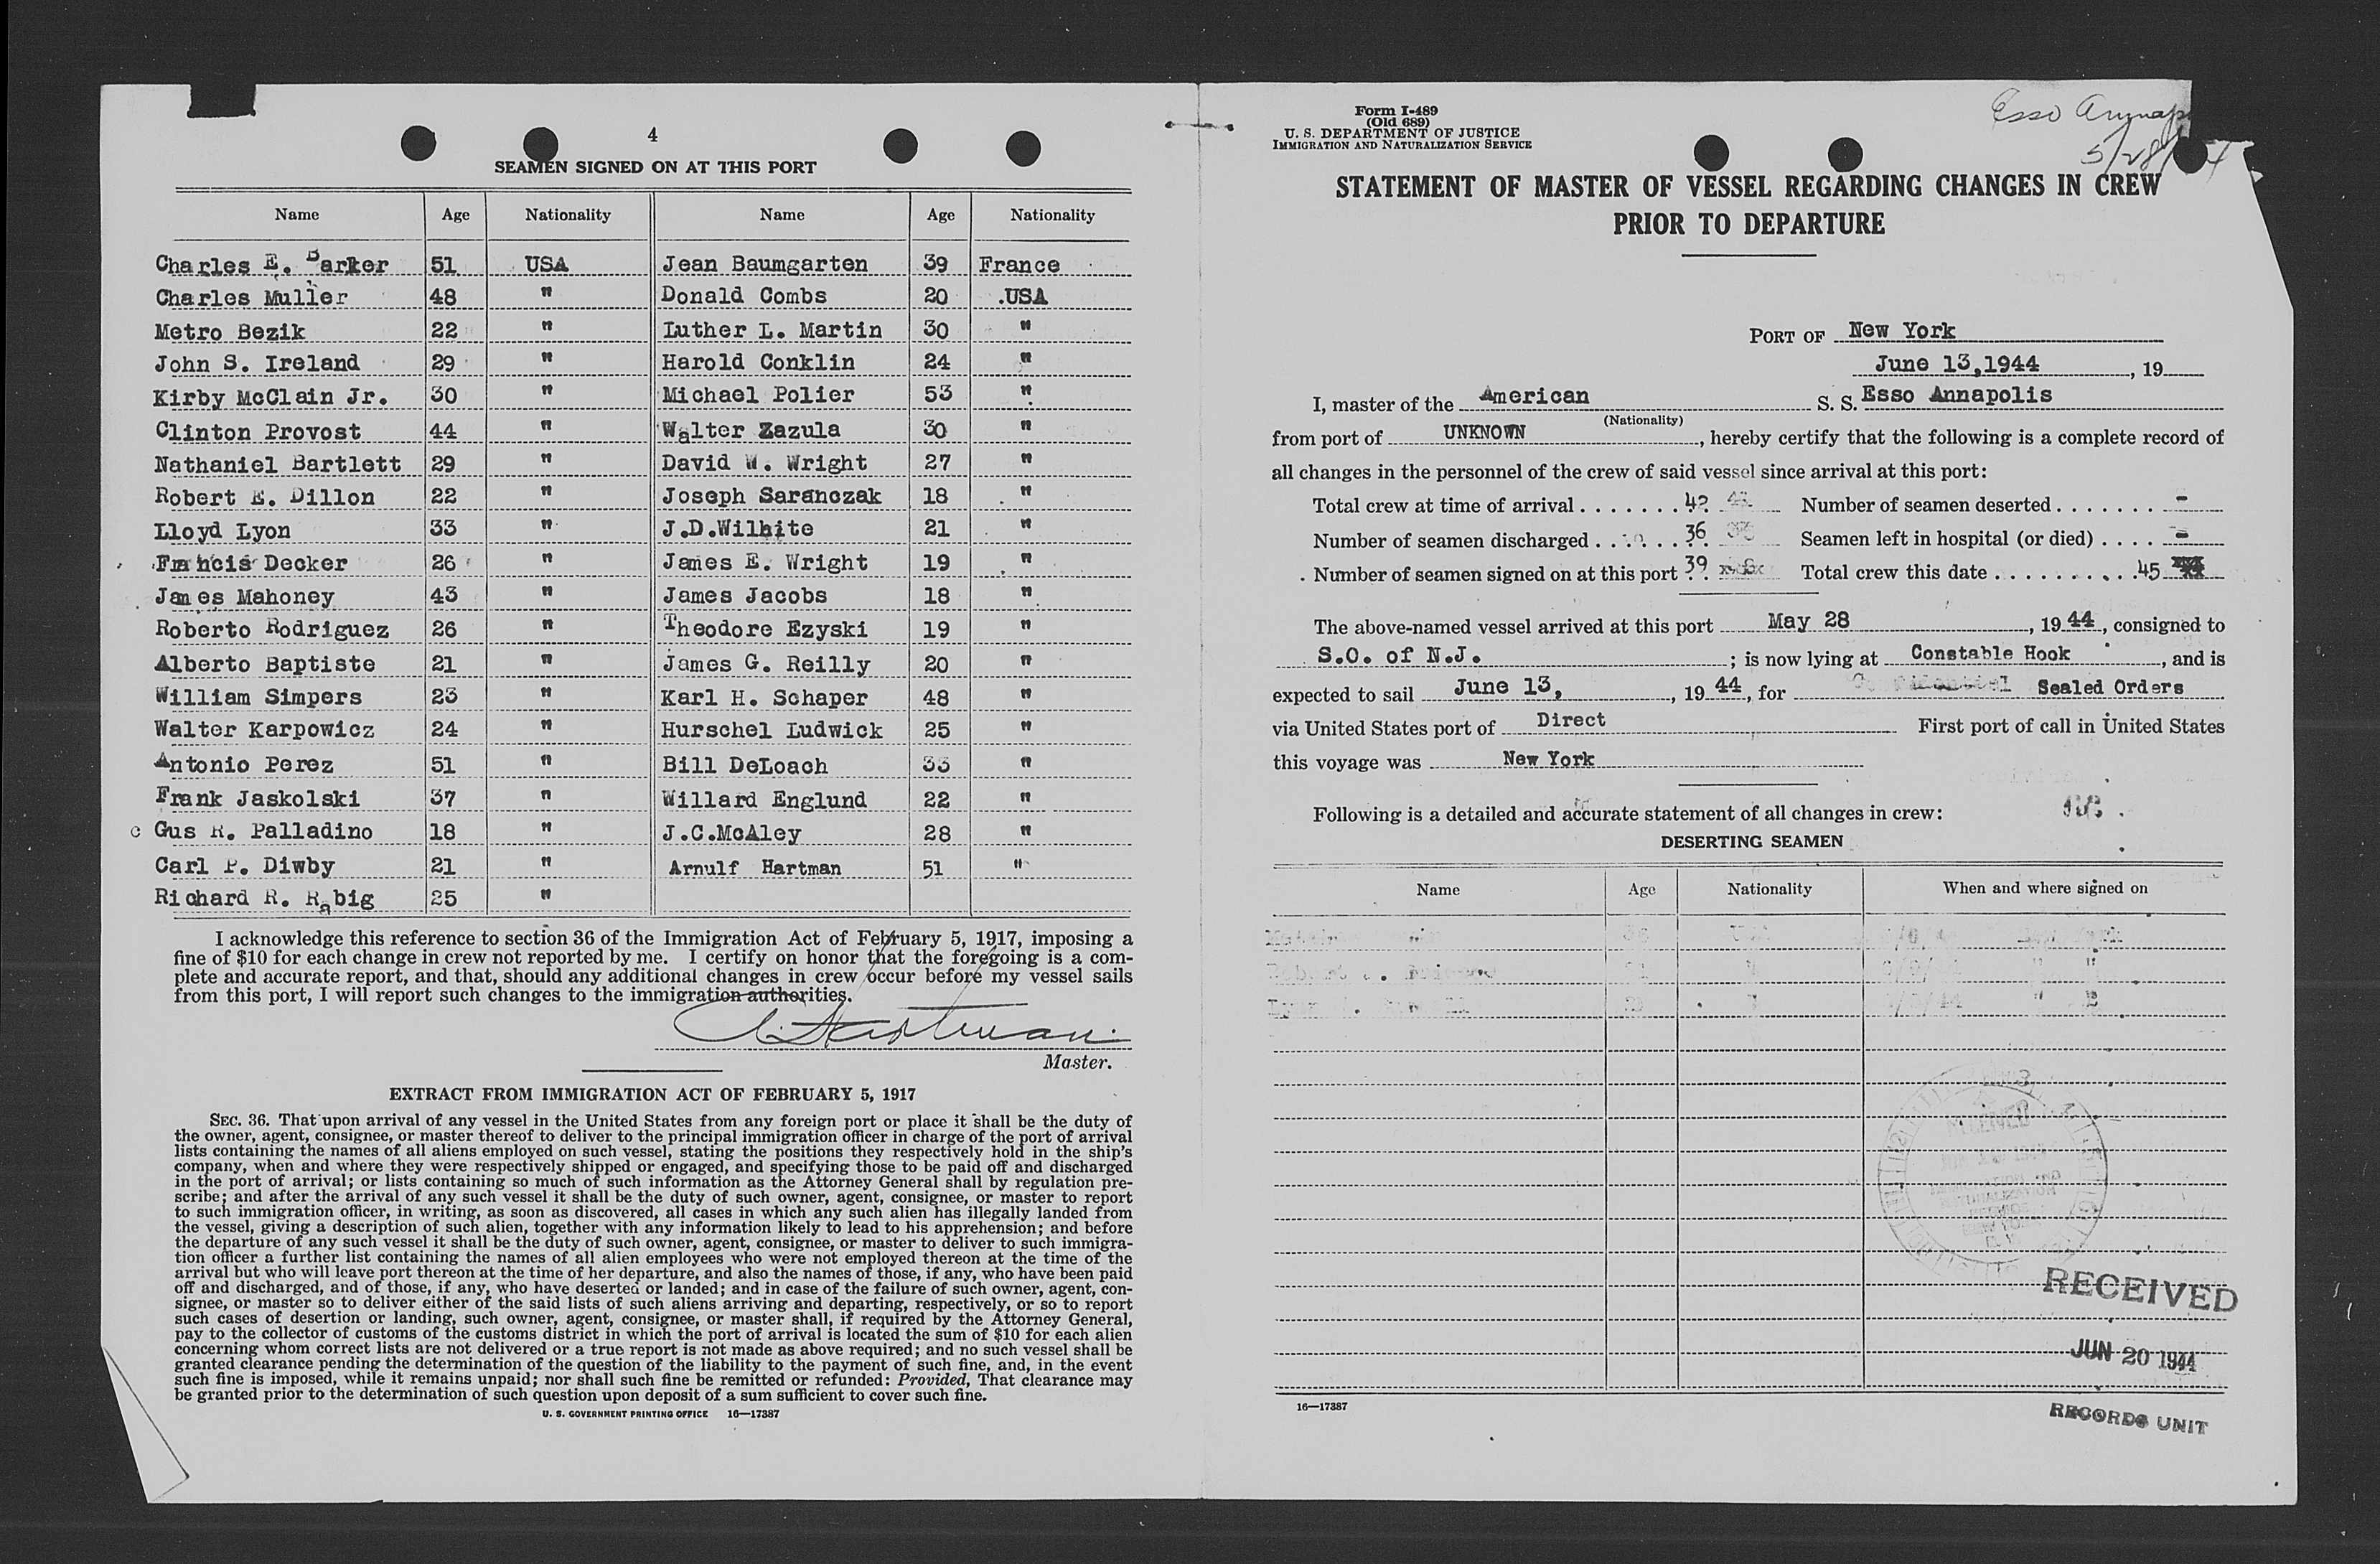 4
SEAMEN SIGNED ON AT THIS PORT
Name Age Nationality Name Age Nationality
Charles E. Barker 51 USA Jean Baumgarten 39 France
Charles Muller 48 " Donald Combs 20 .USA
Metro Bezik 22 " Luther L. Martin 30 "
John S. Ireland 29 " Harold Conklin 24 "
Kirby McClain Jr. 30 " Michael Polier 53 "
Clinton Provost 44 " Walter Zazula 30 "
Nathaniel Bartlett 29 " David W. Wright 27 "
Robert E. Dillon 22 " Joseph Saranczak 18 "
Lloyd Lyon 33 " J.D.Wilhite 21 "
Francis Decker 26 " James E. Wright 19 "
James Mahoney 43 " James Jacobs 18 "
Roberto Rodriguez 26 " Theodore Ezyski 19 "
Alberto Baptiste 21 " James G. Reilly 20 "
William Simpers 23 " Karl H. Schaper 48 "
Walter Karpowicz 24 " Hurschel Ludwick 25 "
Antonio Perez 51 " Bill DeLoach 33 "
Frank Jaskolski 37 " Willard Englund 22 "
c Gus R. Palladino 18 " J.C.McAley 28 "
Carl P. Diwby 21 " Arnulf Hartman 51 "
Richard R. Rabig 25 "
I acknowledge this reference to section 36 of the Immigration Act of February 5, 1917, imposing a
fine of $10 for each change in crew not reported by me. I certify on honor that the foregoing is a com-
plete and accurate report, and that, should any additional changes in crew occur before my vessel sails
from this port, I will report such changes to the immigration authorities.
A. Hartman
Master.
EXTRACT FROM IMMIGRATION ACT OF FEBRUARY 5, 1917
SEC. 36. That upon arrival of any vessel in the United States from any foreign port or place it shall be the duty of
the owner, agent, consignee, or master thereof to deliver to the principal immigration officer in charge of the port of arrival
lists containing the names of all aliens employed on such vessel, stating the positions they respectively hold in the ship's
company, when and where they were respectively shipped or engaged, and specifying those to be paid off and discharged
in the port of arrival; or lists containing so much of such information as the Attorney General shall by regulation pre-
scribe; and after the arrival of any such vessel it shall be the duty of such owner, agent, consignee, or master to report
to such immigration officer, in writing, as soon as discovered, all cases in which any such alien has illegally landed from
the vessel, giving a description of such alien, together with any information likely to lead to his apprehension; and before
the departure of any such vessel it shall be the duty of such owner, agent, consignee, or master to deliver to such immigra-
tion officer a further list containing the names of all alien employees who were not employed thereon at the time of the
arrival but who will leave port thereon at the time of her departure, and also the names of those, if any, who have been paid
off and discharged, and of those, if any, who have deserted or landed; and in case of the failure of such owner, agent, con-
signee, or master so to deliver either of the said lists of such aliens arriving and departing, respectively, or so to report
such cases of desertion or landing, such owner, agent, consignee, or master shall, if required by the Attorney General,
pay to the collector of customs of the customs district in which the port of arrival is located the sum of $10 for each alien
concerning whom correct lists are not delivered or a true report is not made as above required; and no such vessel shall be
granted clearance pending the determination of the question of the liability to the payment of such fine, and, in the event
such fine is imposed, while it remains unpaid; nor shall such fine be remitted or refunded: Provided, That clearance may
be granted prior to the determination of such question upon deposit of a sum sufficient to cover such fine.
U. S. GOVERNMENT PRINTING OFFICE 16—17387
Form I-489
(Old 689)
U. S. DEPARTMENT OF JUSTICE
IMMIGRATION AND NATURALIZATION SERVICE
Esso Annap
5/28/ 4
STATEMENT OF MASTER OF VESSEL REGARDING CHANGES IN CREW
PRIOR TO DEPARTURE
PORT OF New York
June 13,1944, 19
I, master of the American S. S. Esso Annapolis
(Nationality)
from port of UNKNOWN, hereby certify that the following is a complete record of
all changes in the personnel of the crew of said vessel since arrival at this port:
Total crew at time of arrival . . . . . . . 42 Number of seamen deserted . . . . . . . -
Number of seamen discharged . . . . . . . 36 Seamen left in hospital (or died) . . . . -
Number of seamen signed on at this port 39 Total crew this date . . . . . . . . . . 45
The above-named vessel arrived at this port May 28, 1944, consigned to
S.O. of N.J.; is now lying at Constable Hook, and is
expected to sail June 13, , 19 44, for Sealed Orders
via United States port of Direct First port of call in United States
this voyage was New York
Following is a detailed and accurate statement of all changes in crew:
DESERTING SEAMEN
Name Age Nationality When and where signed on
RECEIVED
RECEIVED
JUN 20 1944
16—17387
RECORDS UNIT